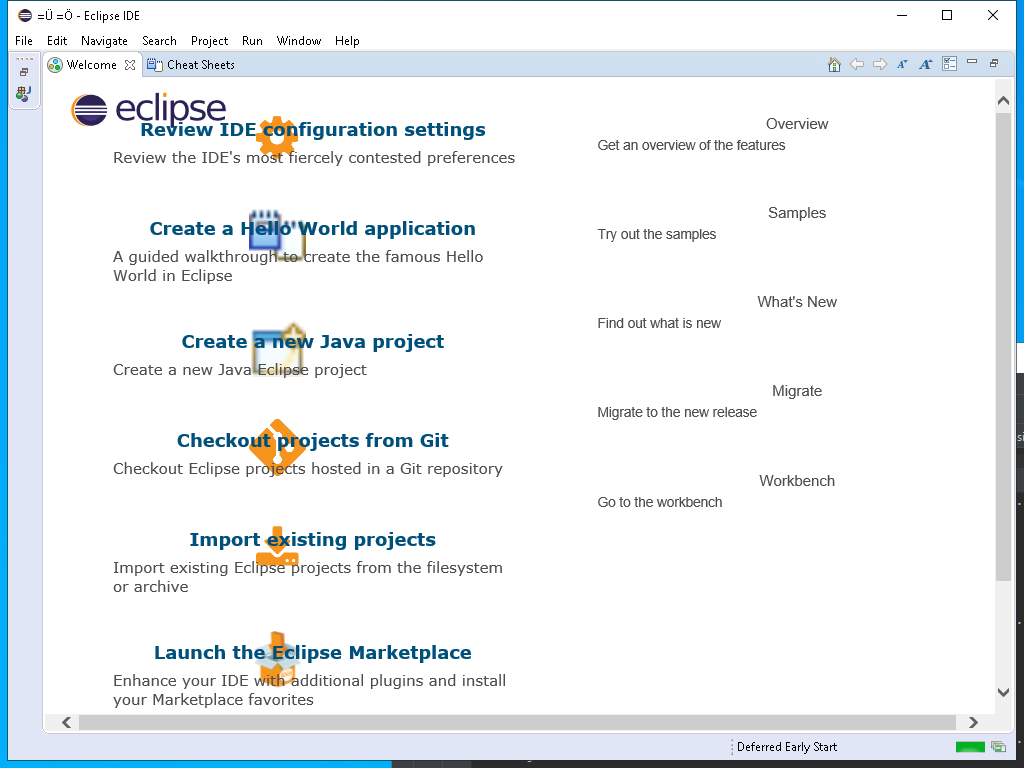 =Ü =Ö - Eclipse IDE
File Edit Navigate Search Project Run Window Help
Welcome Cheat Sheets
eclipse
Review IDE configuration settings
Review the IDE's most fiercely contested preferences
Create a Hello World application
A guided walkthrough to create the famous Hello
World in Eclipse
Create a new Java project
Create a new Java Eclipse project
Checkout projects from Git
Checkout Eclipse projects hosted in a Git repository
Import existing projects
Import existing Eclipse projects from the filesystem
or archive
Launch the Eclipse Marketplace
Enhance your IDE with additional plugins and install
your Marketplace favorites
Overview
Get an overview of the features
Samples
Try out the samples
What's New
Find out what is new
Migrate
Migrate to the new release
Workbench
Go to the workbench
Deferred Early Start